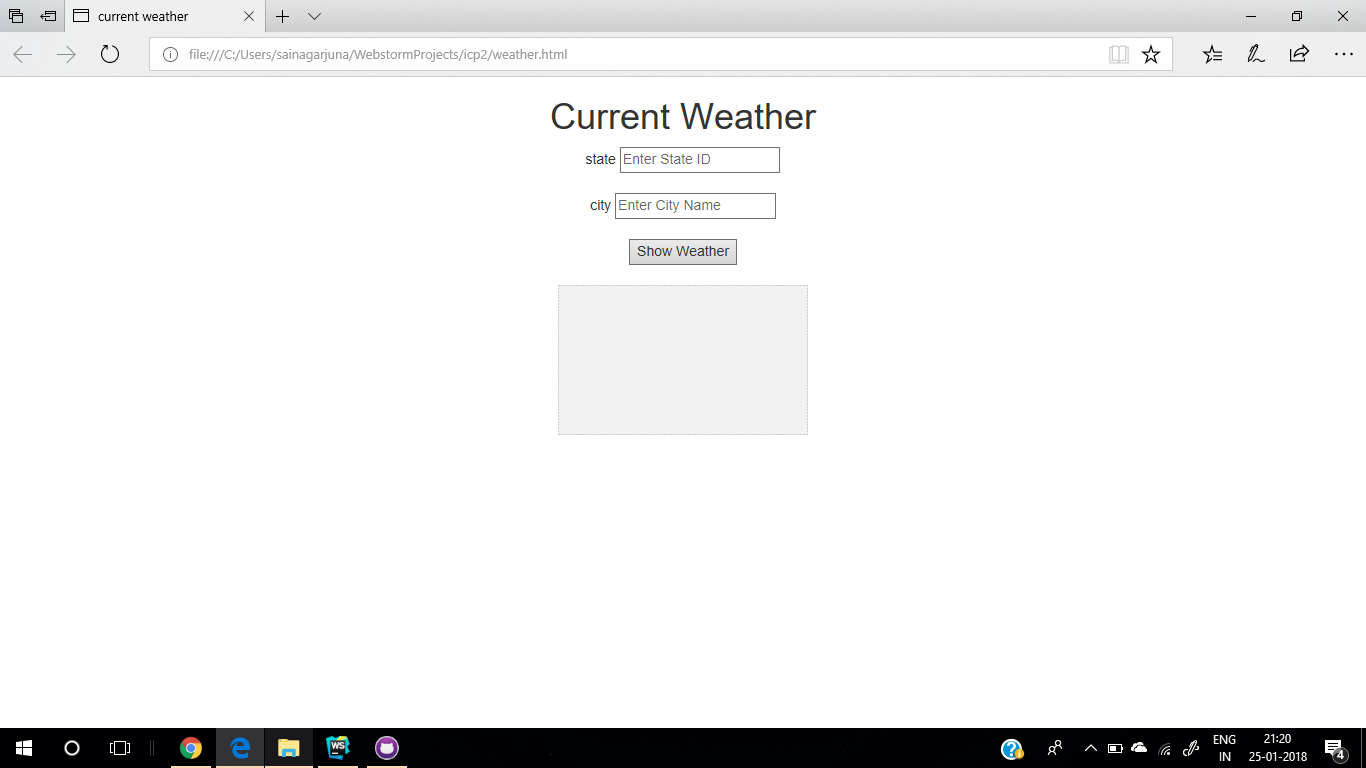 current weather
file:///C:/Users/sainagarjuna/WebstormProjects/icp2/weather.html
Current Weather
state Enter State ID
city Enter City Name
Show Weather
WS
ENG
IN
21:20
25-01-2018
4